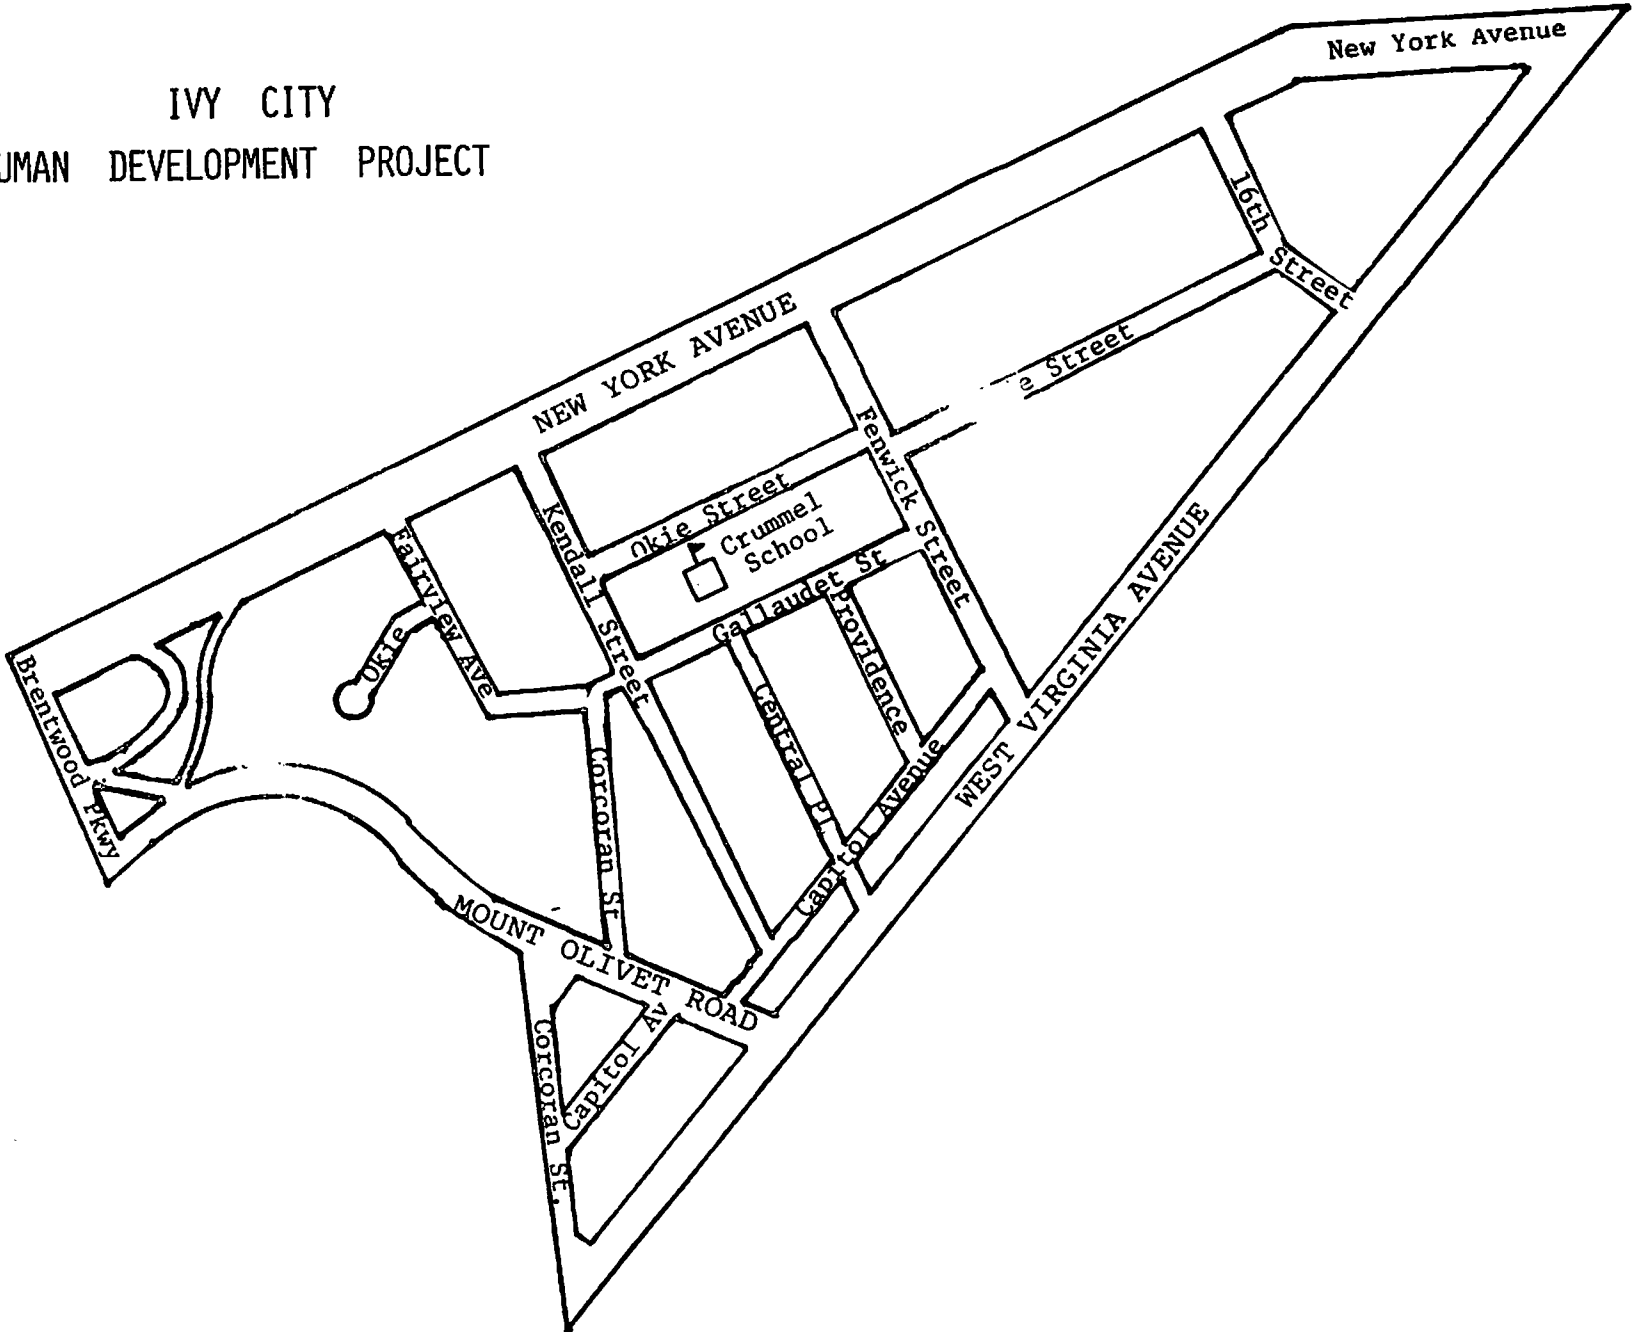 IVY CITY
UMAN DEVELOPMENT PROJECT
New York Avenue
16th Street
NEW YORK AVENUE
e Street
Fenwick Street
Okie Street
Crummel
School
Kendall Street
Fairview Ave
Okie
Gallaudet St
Providence
Brentwood Pkwy
Central Pl
Corcoran St
Capitol Avenue
WEST VIRGINIA AVENUE
MOUNT OLIVET ROAD
Capitol Av
Corcoran St.